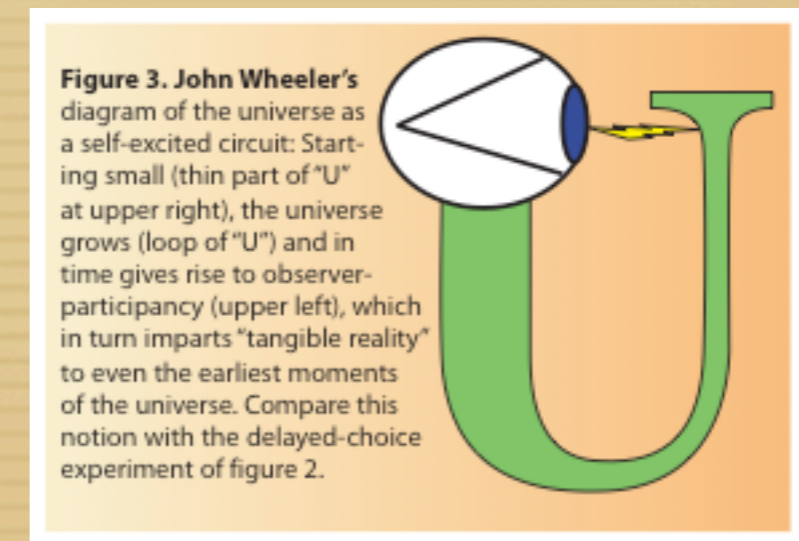 Figure 3. John Wheeler's
diagram of the universe as
a self-excited circuit: Start-
ing small (thin part of "U"
at upper right), the universe
grows (loop of "U") and in
time gives rise to observer-
participancy (upper left), which
in turn imparts "tangible reality"
to even the earliest moments
of the universe. Compare this
notion with the delayed-choice
experiment of figure 2.